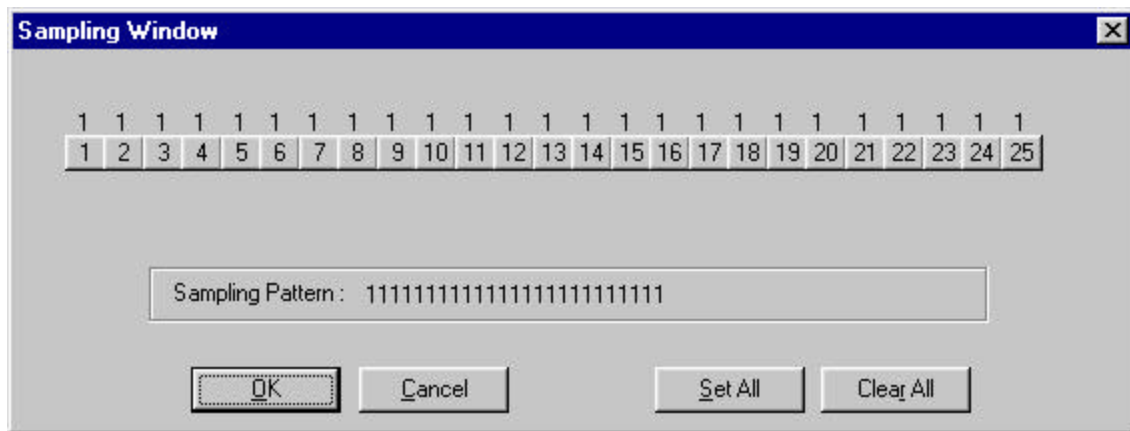 Sampling Window
1 1 1 1 1 1 1 1 1 1 1 1 1 1 1 1 1 1 1 1 1 1 1 1 1
1 2 3 4 5 6 7 8 9 10 11 12 13 14 15 16 17 18 19 20 21 22 23 24 25
Sampling Pattern : 1111111111111111111111111
OK Cancel Set All Clear All